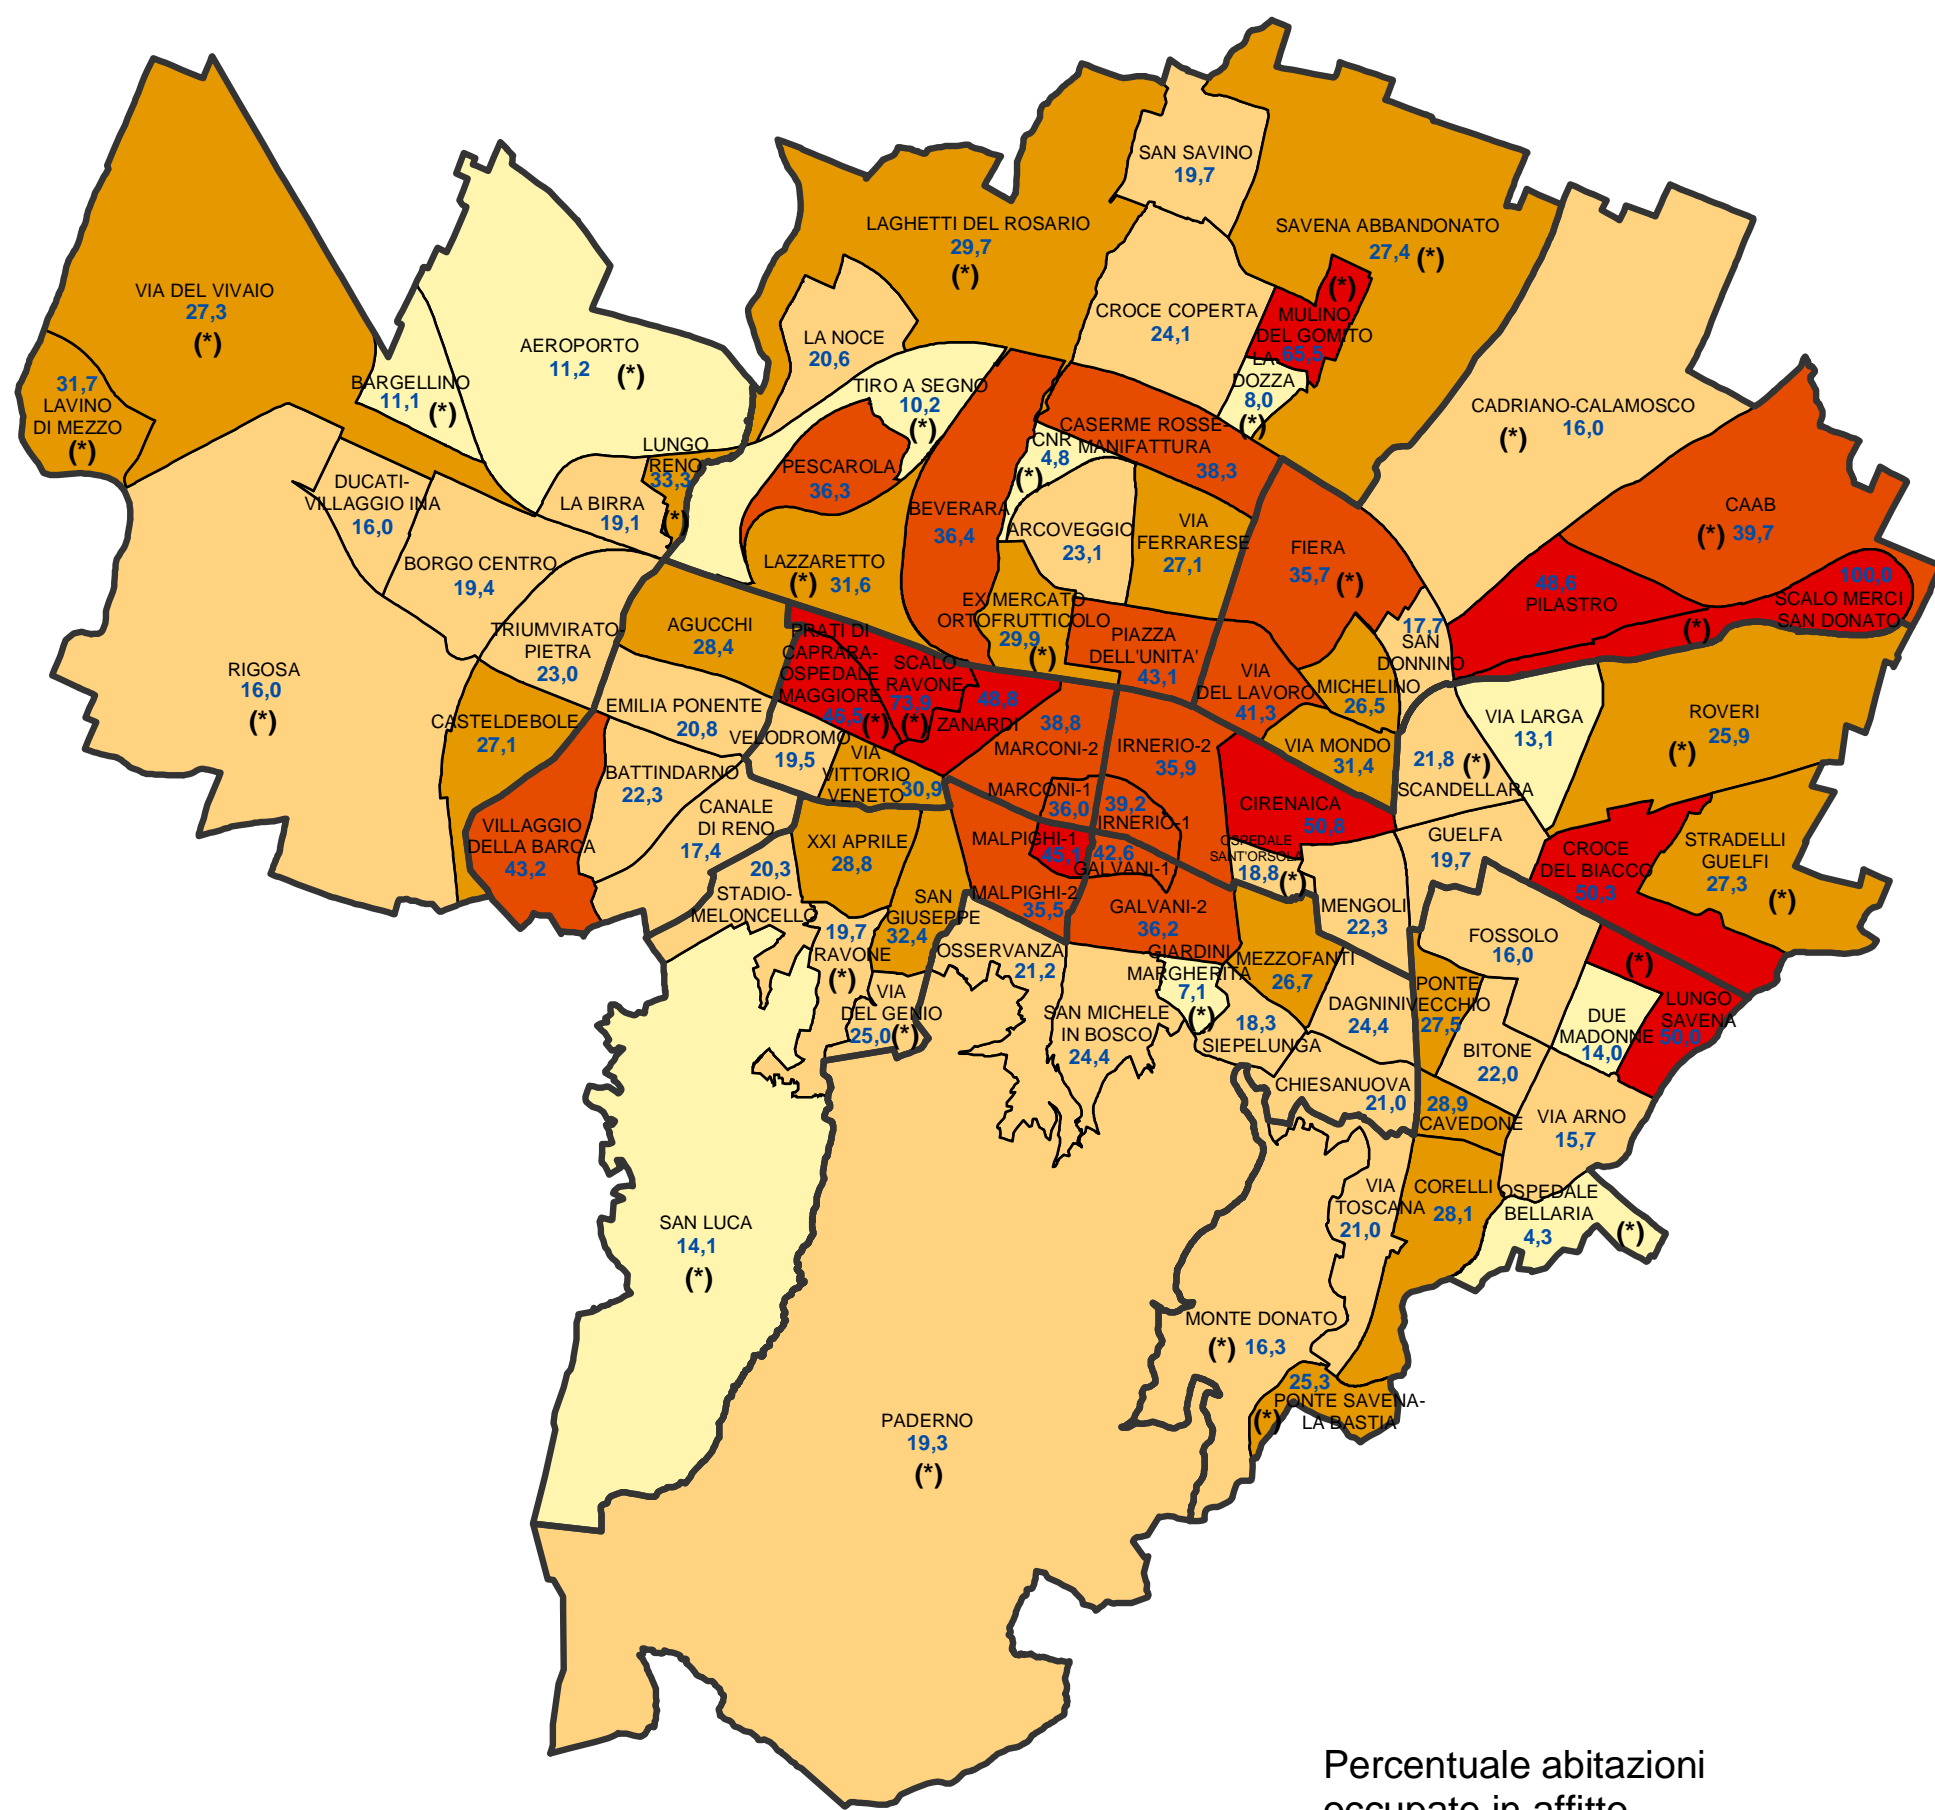 SAN SAVINO
19,7
LAGHETTI DEL ROSARIO
29,7
(*)
SAVENA ABBANDONATO
27,4 (*)
VIA DEL VIVAIO
27,3
(*)
(*)
MULINO
DEL GOMITO
65,5
CROCE COPERTA
24,1
LA NOCE
20,6
AEROPORTO
11,2 (*)
BARGELLINO
11,1 (*)
31,7
LAVINO
DI MEZZO
(*)
TIRO A SEGNO
10,2
(*)
LA
DOZZA
8,0
(*)
CADRIANO-CALAMOSCO
(*) 16,0
CASERME ROSSE-
MANIFATTURA
38,3
CNR
4,8
(*)
LUNGO
RENO
33,3
(*)
PESCAROLA
36,3
DUCATI-
VILLAGGIO INA
16,0
LA BIRRA
19,1
BEVERARA
36,4
ARCOVEGGIO
23,1
VIA
FERRARESE
27,1
CAAB
(*) 39,7
FIERA
35,7 (*)
BORGO CENTRO
19,4
LAZZARETTO
(*) 31,6
48,6
PILASTRO
100,0
SCALO MERCI
SAN DONATO
(*)
EX MERCATO
ORTOFRUTTICOLO
29,9
(*)
AGUCCHI
28,4
TRIUMVIRATO-
PIETRA
23,0
PRATI DI
CAPRARA-
OSPEDALE
MAGGIORE
46,5 (*)
SCALO
RAVONE
73,9
(*)
PIAZZA
DELL'UNITA'
43,1
17,7
SAN
DONNINO
RIGOSA
16,0
(*)
VIA
DEL LAVORO
41,3
MICHELINO
26,5
48,8
ZANARDI
EMILIA PONENTE
20,8
CASTELDEBOLE
27,1
38,8
MARCONI-2
IRNERIO-2
35,9
VIA LARGA
13,1
ROVERI
(*) 25,9
VELODROMO
19,5
VIA
VITTORIO
VENETO
30,9
VIA MONDO
31,4
21,8 (*)
SCANDELLARA
BATTINDARNO
22,3
MARCONI-1
36,0
39,2
IRNERIO-1
CIRENAICA
50,8
CANALE
DI RENO
17,4
VILLAGGIO
DELLA BARCA
43,2
XXI APRILE
28,8
MALPIGHI-1
45,1
42,6
GALVANI-1
OSPEDALE
SANT'ORSOLA
18,8 (*)
GUELFA
19,7
CROCE
DEL BIACCO
50,3
STRADELLI
GUELFI
27,3
(*)
20,3
STADIO-
MELONCELLO
SAN
GIUSEPPE
32,4
MALPIGHI-2
35,5
GALVANI-2
36,2
MENGOLI
22,3
19,7
RAVONE
(*)
OSSERVANZA
21,2
GIARDINI
MARGHERITA
7,1
(*)
MEZZOFANTI
26,7
FOSSOLO
16,0
(*)
VIA
DEL GENIO
25,0 (*)
SAN MICHELE
IN BOSCO
24,4
18,3
SIEPELUNGA
DAGNINI
24,4
PONTE
VECCHIO
27,5
DUE
MADONNE
14,0
LUNGO
SAVENA
50,0
BITONE
22,0
CHIESANUOVA
21,0
28,9
CAVEDONE
VIA ARNO
15,7
VIA
TOSCANA
21,0
CORELLI
28,1
OSPEDALE
BELLARIA
4,3
(*)
SAN LUCA
14,1
(*)
MONTE DONATO
(*) 16,3
25,3
PONTE SAVENA-
LA BASTIA
(*)
PADERNO
19,3
(*)
Percentuale abitazioni
occupate in affitto